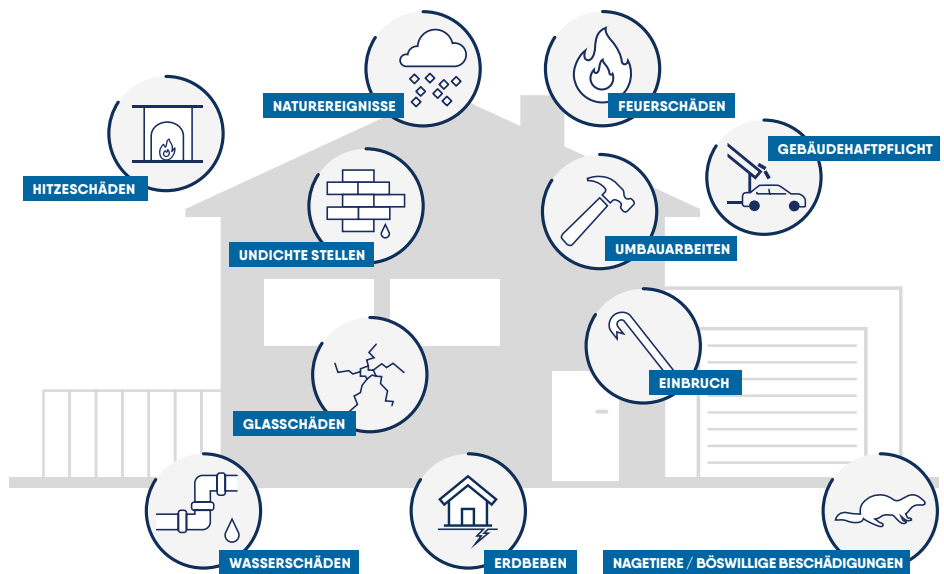 NATUREREIGNISSE
FEUERSCHÄDEN
GEBÄUDEHAFTPFLICHT
HITZESCHÄDEN
UNDICHTE STELLEN
UMBAUARBEITEN
EINBRUCH
GLASSCHÄDEN
WASSERSCHÄDEN
ERDBEBEN
NAGETIERE / BÖSWILLIGE BESCHÄDIGUNGEN